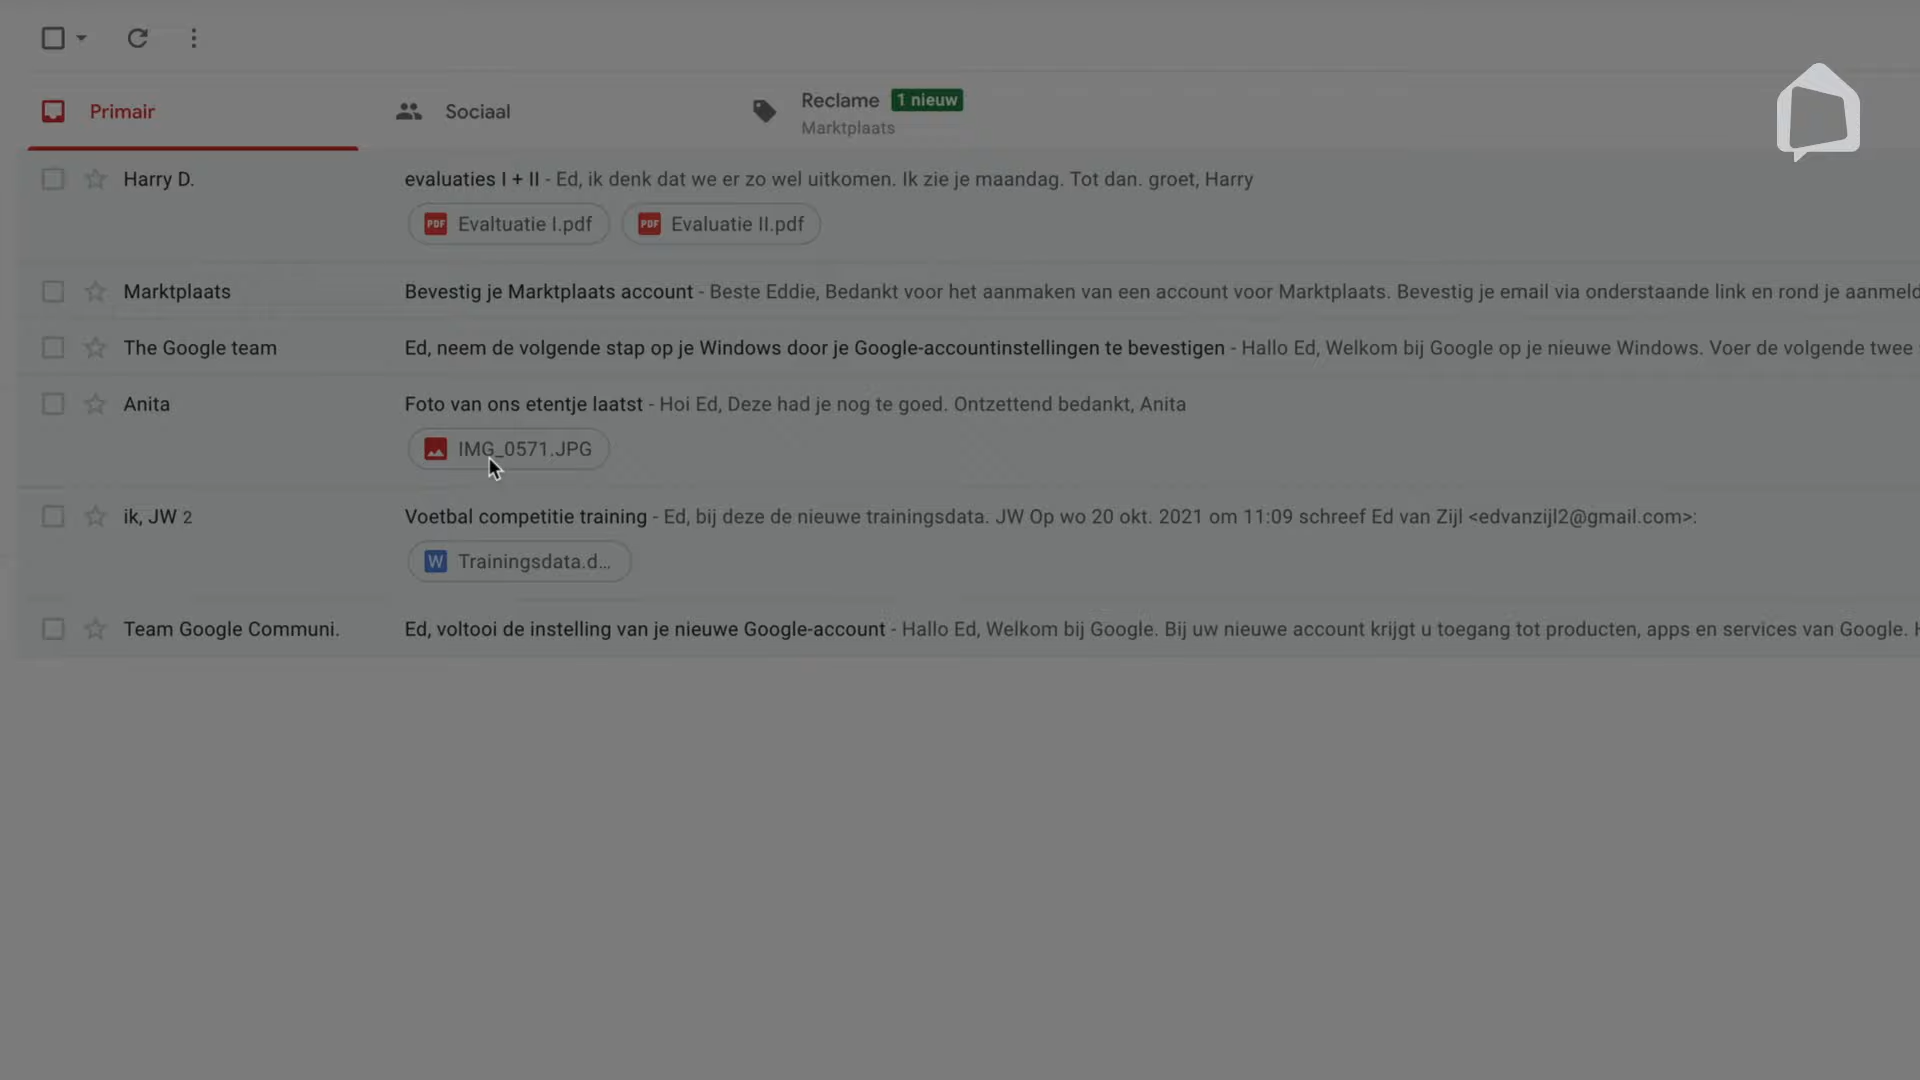 Primair
Sociaal
Reclame 1 nieuw
Marktplaats
Harry D. evaluaties I + II - Ed, ik denk dat we er zo wel uitkomen. Ik zie je maandag. Tot dan. groet, Harry
PDF Evaltuatie I.pdf PDF Evaluatie II.pdf
Marktplaats Bevestig je Marktplaats account - Beste Eddie, Bedankt voor het aanmaken van een account voor Marktplaats. Bevestig je email via onderstaande link en rond je aanmeld
The Google team Ed, neem de volgende stap op je Windows door je Google-accountinstellingen te bevestigen - Hallo Ed, Welkom bij Google op je nieuwe Windows. Voer de volgende twee
Anita Foto van ons etentje laatst - Hoi Ed, Deze had je nog te goed. Ontzettend bedankt, Anita
IMG_0571.JPG
ik, JW 2 Voetbal competitie training - Ed, bij deze de nieuwe trainingsdata. JW Op wo 20 okt. 2021 om 11:09 schreef Ed van Zijl <edvanzijl2@gmail.com>:
W Trainingsdata.d...
Team Google Communi. Ed, voltooi de instelling van je nieuwe Google-account - Hallo Ed, Welkom bij Google. Bij uw nieuwe account krijgt u toegang tot producten, apps en services van Google.